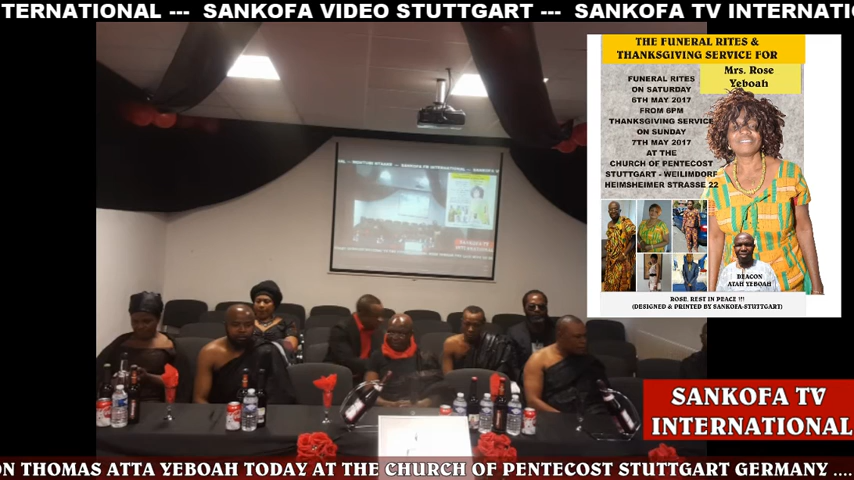 TERNATIONAL --- SANKOFA VIDEO STUTTGART --- SANKOFA TV INTERNATI
THE FUNERAL RITES &
THANKSGIVING SERVICE FOR
Mrs. Rose
Yeboah
FUNERAL RITES
ON SATURDAY
6TH MAY 2017
FROM 6PM
THANKSGIVING SERVICE
ON SUNDAY
7TH MAY 2017
AT THE
CHURCH OF PENTECOST
STUTTGART - WEILIMDORF
HEIMSHEIMER STRASSE 22
DEACON
ATAH YEBOAH
ROSE, REST IN PEACE !!!
(DESIGNED & PRINTED BY SANKOFA-STUTTGART)
SANKOFA TV
INTERNATIONAL
ON THOMAS ATTA YEBOAH TODAY AT THE CHURCH OF PENTECOST STUTTGART GERMANY ....